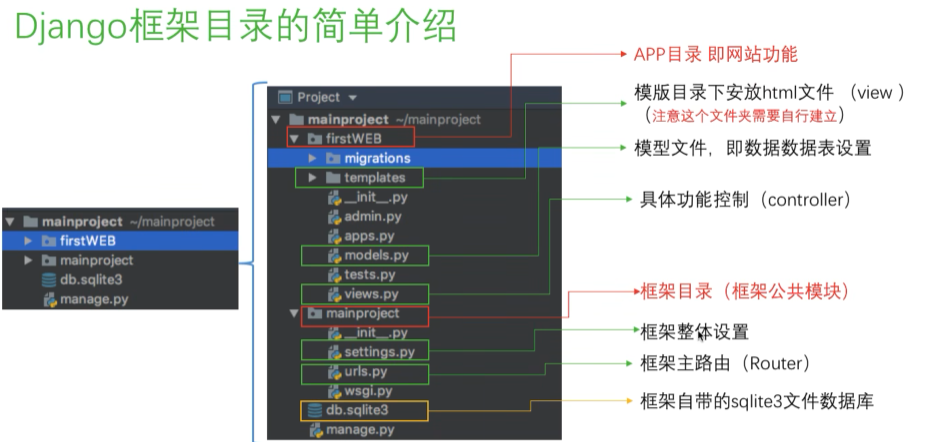 Django框架目录的简单介绍
mainproject ~/mainproject
firstWEB
mainproject
db.sqlite3
manage.py
Project
mainproject ~/mainproject
firstWEB
migrations
templates
__init__.py
admin.py
apps.py
models.py
tests.py
views.py
mainproject
__init__.py
settings.py
urls.py
wsgi.py
db.sqlite3
manage.py
APP目录 即网站功能
模版目录下安放html文件 （view ）
（注意这个文件夹需要自行建立）
模型文件，即数据数据表设置
具体功能控制（controller）
框架目录（框架公共模块）
框架整体设置
框架主路由（Router）
框架自带的sqlite3文件数据库